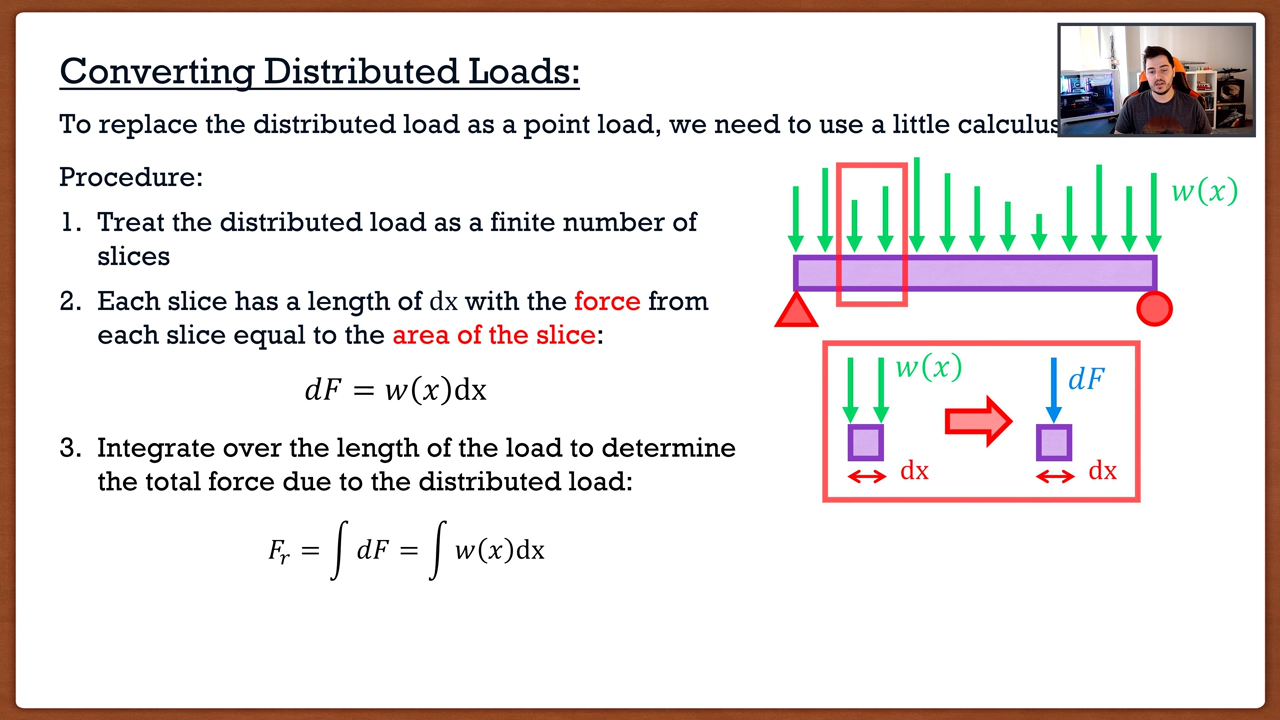 Converting Distributed Loads:
To replace the distributed load as a point load, we need to use a little calculus
Procedure:
1. Treat the distributed load as a finite number of
slices
2. Each slice has a length of dx with the force from
each slice equal to the area of the slice:
dF = w(x)dx
3. Integrate over the length of the load to determine
the total force due to the distributed load:
F_r = ∫ dF = ∫ w(x)dx
w(x)
w(x)
dF
dx
dx